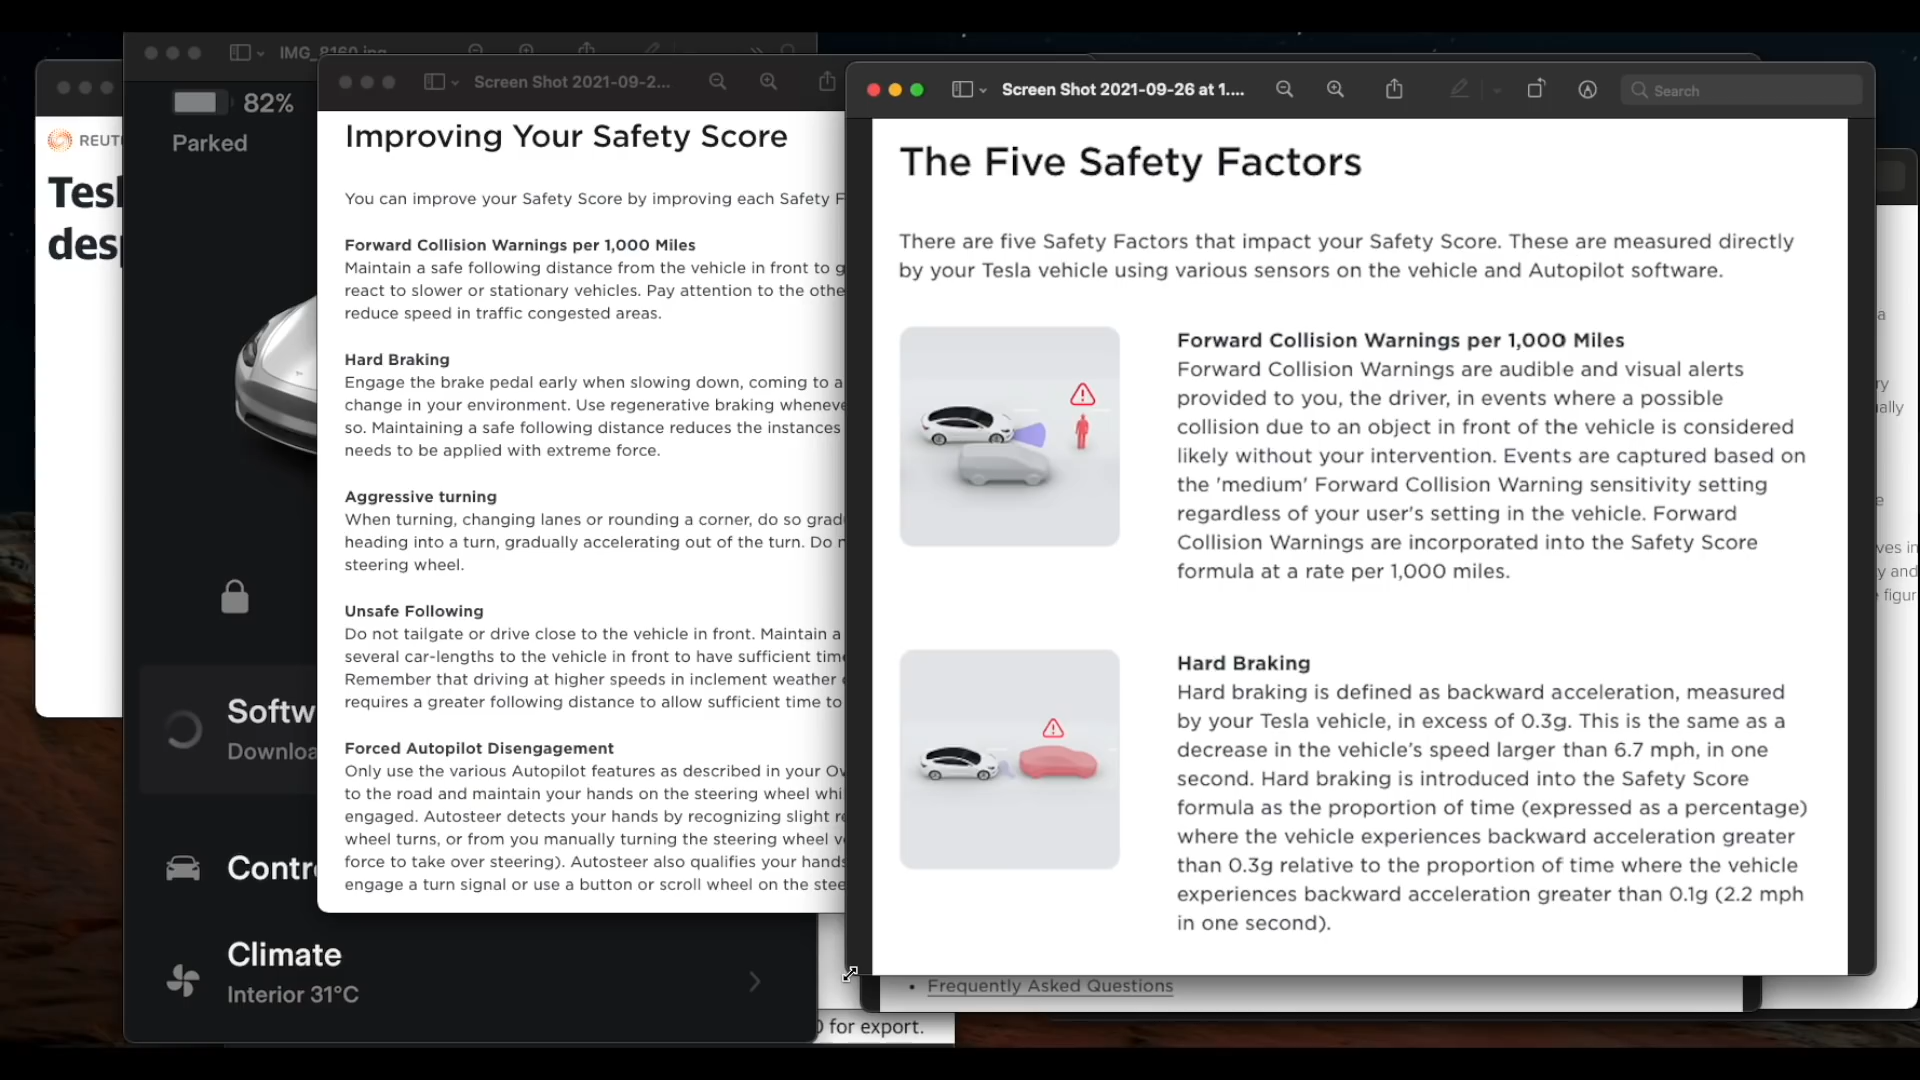 IMG_8160.jpg
82%
Parked
REUT
Tesl
desp
Softw
Downloa
Contr
Climate
Interior 31°C
Screen Shot 2021-09-2...
Improving Your Safety Score
You can improve your Safety Score by improving each Safety F
Forward Collision Warnings per 1,000 Miles
Maintain a safe following distance from the vehicle in front to g
react to slower or stationary vehicles. Pay attention to the othe
reduce speed in traffic congested areas.
Hard Braking
Engage the brake pedal early when slowing down, coming to a
change in your environment. Use regenerative braking wheneve
so. Maintaining a safe following distance reduces the instances
needs to be applied with extreme force.
Aggressive turning
When turning, changing lanes or rounding a corner, do so grad
heading into a turn, gradually accelerating out of the turn. Do n
steering wheel.
Unsafe Following
Do not tailgate or drive close to the vehicle in front. Maintain a
several car-lengths to the vehicle in front to have sufficient time
Remember that driving at higher speeds in inclement weather
requires a greater following distance to allow sufficient time to
Forced Autopilot Disengagement
Only use the various Autopilot features as described in your Ow
to the road and maintain your hands on the steering wheel whi
engaged. Autosteer detects your hands by recognizing slight re
wheel turns, or from you manually turning the steering wheel v
force to take over steering). Autosteer also qualifies your hands
engage a turn signal or use a button or scroll wheel on the stee
Screen Shot 2021-09-26 at 1....
Search
The Five Safety Factors
There are five Safety Factors that impact your Safety Score. These are measured directly
by your Tesla vehicle using various sensors on the vehicle and Autopilot software.
Forward Collision Warnings per 1,000 Miles
Forward Collision Warnings are audible and visual alerts
provided to you, the driver, in events where a possible
collision due to an object in front of the vehicle is considered
likely without your intervention. Events are captured based on
the 'medium' Forward Collision Warning sensitivity setting
regardless of your user's setting in the vehicle. Forward
Collision Warnings are incorporated into the Safety Score
formula at a rate per 1,000 miles.
Hard Braking
Hard braking is defined as backward acceleration, measured
by your Tesla vehicle, in excess of 0.3g. This is the same as a
decrease in the vehicle's speed larger than 6.7 mph, in one
second. Hard braking is introduced into the Safety Score
formula as the proportion of time (expressed as a percentage)
where the vehicle experiences backward acceleration greater
than 0.3g relative to the proportion of time where the vehicle
experiences backward acceleration greater than 0.1g (2.2 mph
in one second).
• Frequently Asked Questions
for export.
a
ry
ually
e
ves in
y and
figur